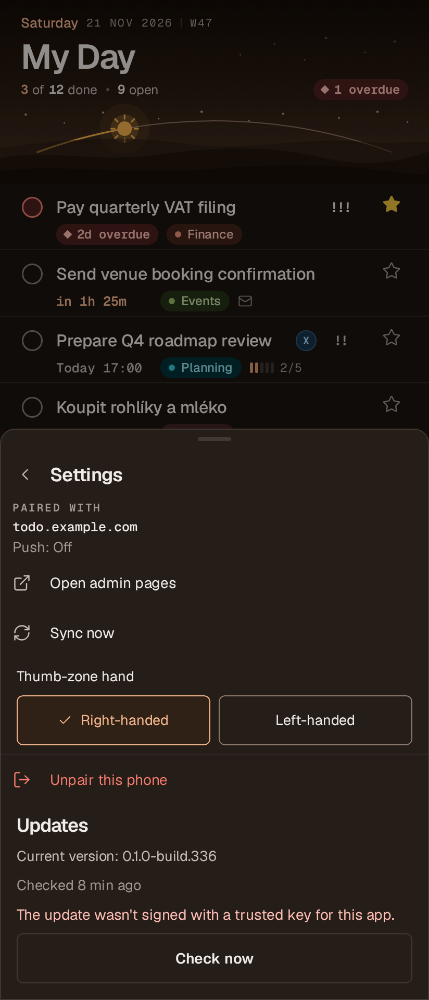 Saturday 21 NOV 2026 | W47
My Day
3 of 12 done • 9 open
1 overdue
Pay quarterly VAT filing !!!
2d overdue Finance
Send venue booking confirmation
in 1h 25m Events
Prepare Q4 roadmap review X !!
Today 17:00 Planning 2/5
Koupit rohlíky a mléko
Settings
PAIRED WITH
todo.example.com
Push: Off
Open admin pages
Sync now
Thumb-zone hand
Right-handed Left-handed
Unpair this phone
Updates
Current version: 0.1.0-build.336
Checked 8 min ago
The update wasn't signed with a trusted key for this app.
Check now